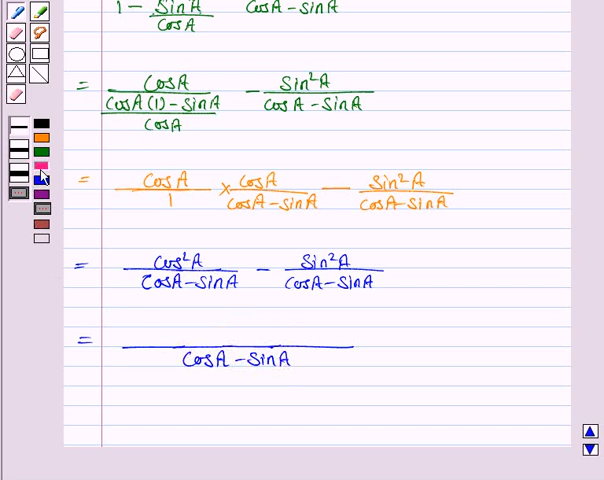 1 - SinA/CosA CosA - sinA
= CosA/((CosA(1) - SinA)/CosA) - Sin²A/(CosA - SinA)
= CosA/1 × CosA/(CosA - SinA) - Sin²A/(CosA - SinA)
= Cos²A/(CosA - SinA) - Sin²A/(CosA - SinA)
= /(CosA - SinA)